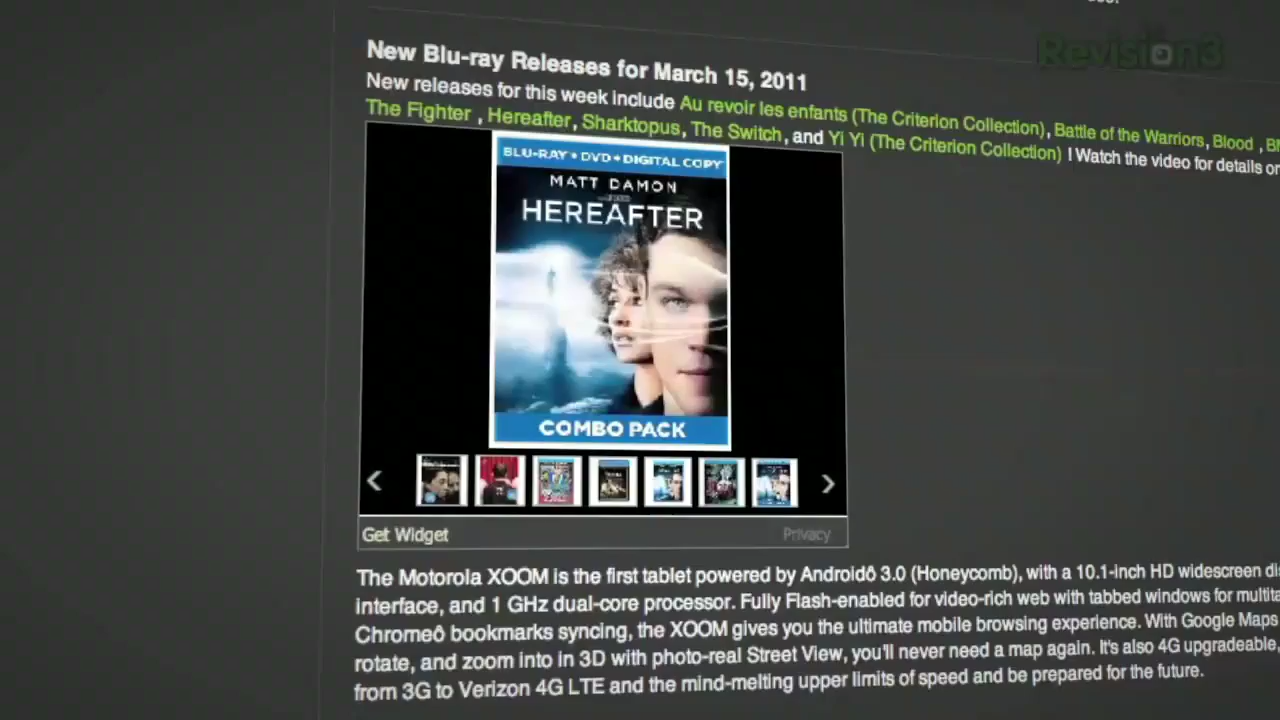 Revision3
New Blu-ray Releases for March 15, 2011
New releases for this week include Au revoir les enfants (The Criterion Collection), Battle of the Warriors, Blood ,
The Fighter , Hereafter, Sharktopus, The Switch, and Yi Yi (The Criterion Collection) I Watch the video for details
BLU-RAY • DVD • DIGITAL COPY
MATT DAMON
HEREAFTER
COMBO PACK
Get Widget
Privacy
The Motorola XOOM is the first tablet powered by Androidô 3.0 (Honeycomb), with a 10.1-inch HD widescreen
interface, and 1 GHz dual-core processor. Fully Flash-enabled for video-rich web with tabbed windows for
Chromeô bookmarks syncing, the XOOM gives you the ultimate mobile browsing experience. With Google Maps
rotate, and zoom into in 3D with photo-real Street View, you'll never need a map again. It's also 4G upgradeable,
from 3G to Verizon 4G LTE and the mind-melting upper limits of speed and be prepared for the future.